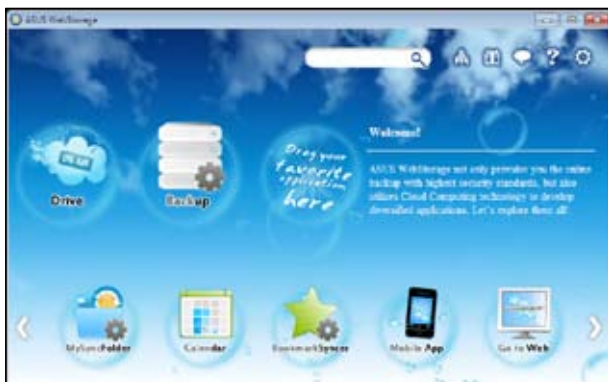 ASUS WebStorage
Welcome!
ASUS WebStorage not only provides you the online
backup with highest security standards, but also
utilizes Cloud Computing technology to develop
diversified applications. Let's explore them all!
Drag your
favorite
application
here
Drive
Backup
MySyncFolder
Calendar
BookmarkSyncer
Mobile App
Go to Web